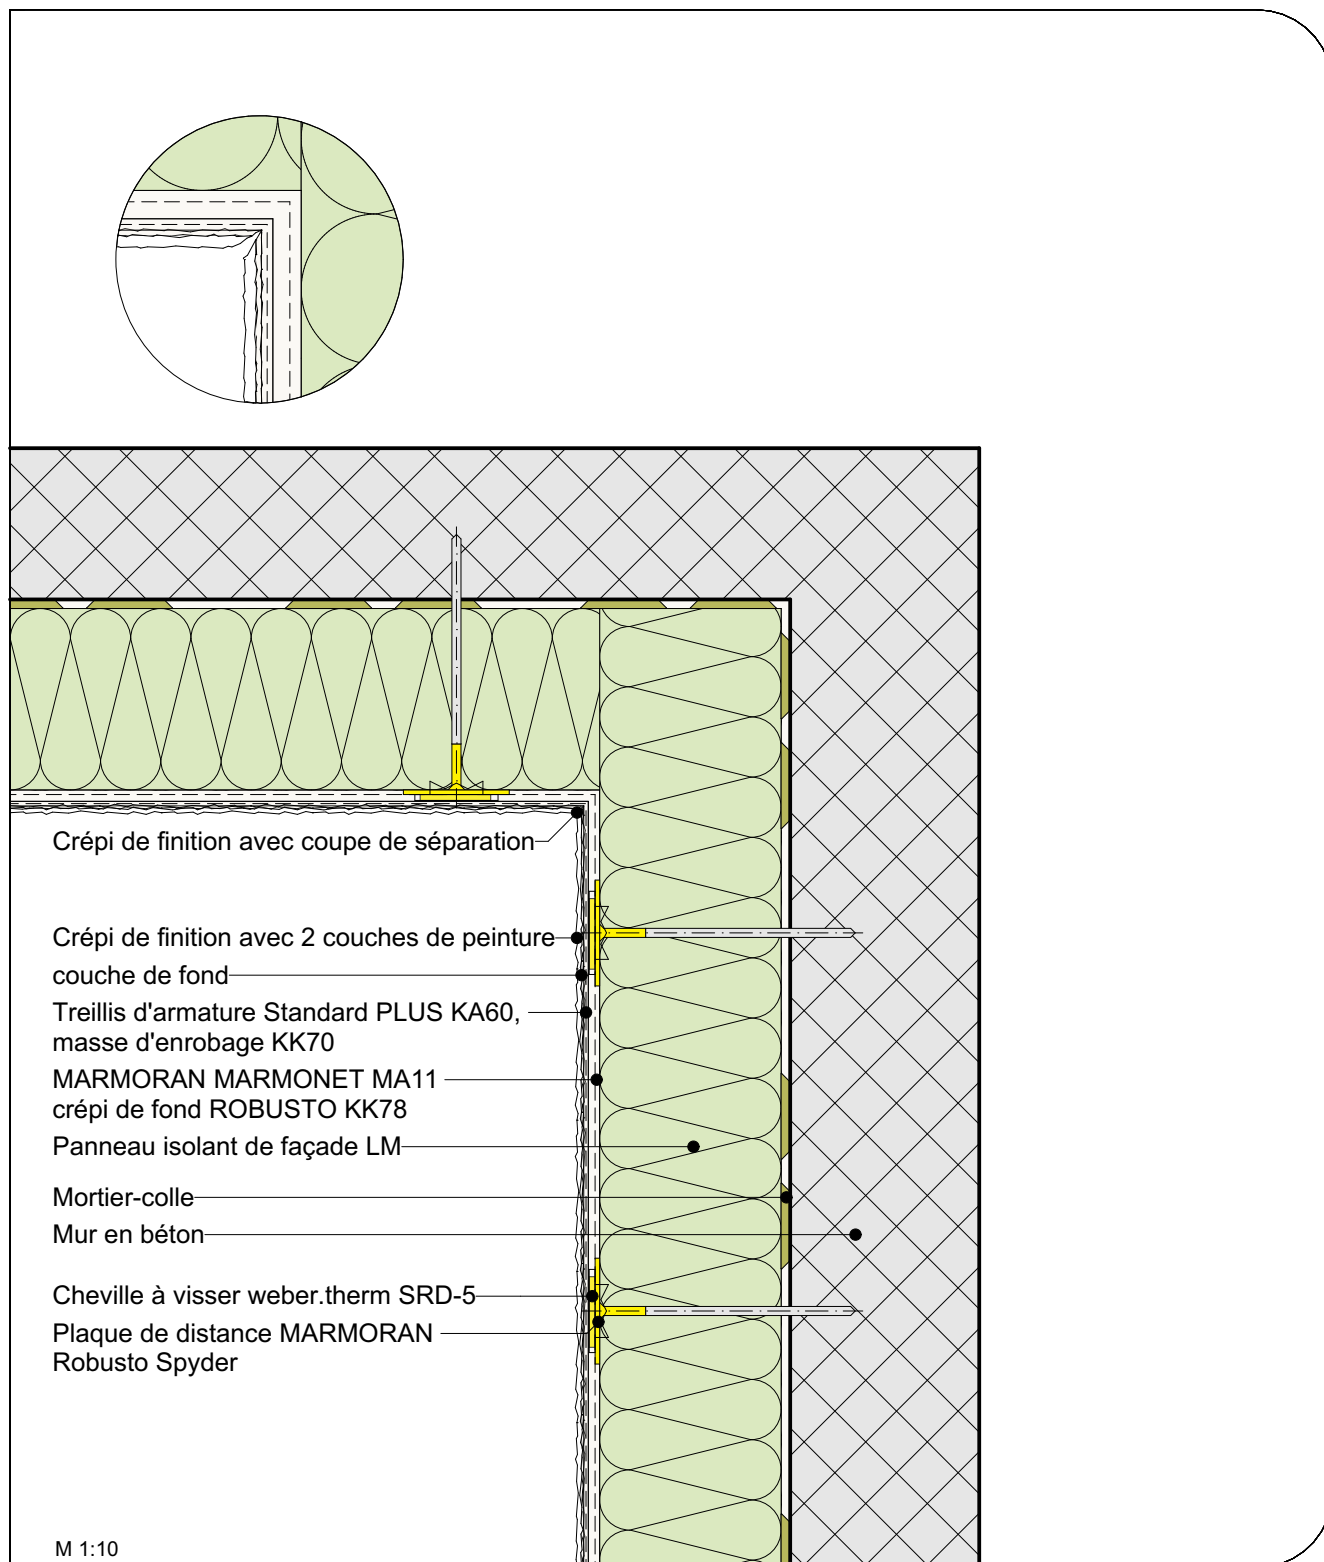 Crépi de finition avec coupe de séparation
Crépi de finition avec 2 couches de peinture
couche de fond
Treillis d'armature Standard PLUS KA60,
masse d'enrobage KK70
MARMORAN MARMONET MA11
crépi de fond ROBUSTO KK78
Panneau isolant de façade LM
Mortier-colle
Mur en béton
Cheville à visser weber.therm SRD-5
Plaque de distance MARMORAN
Robusto Spyder
M 1:10